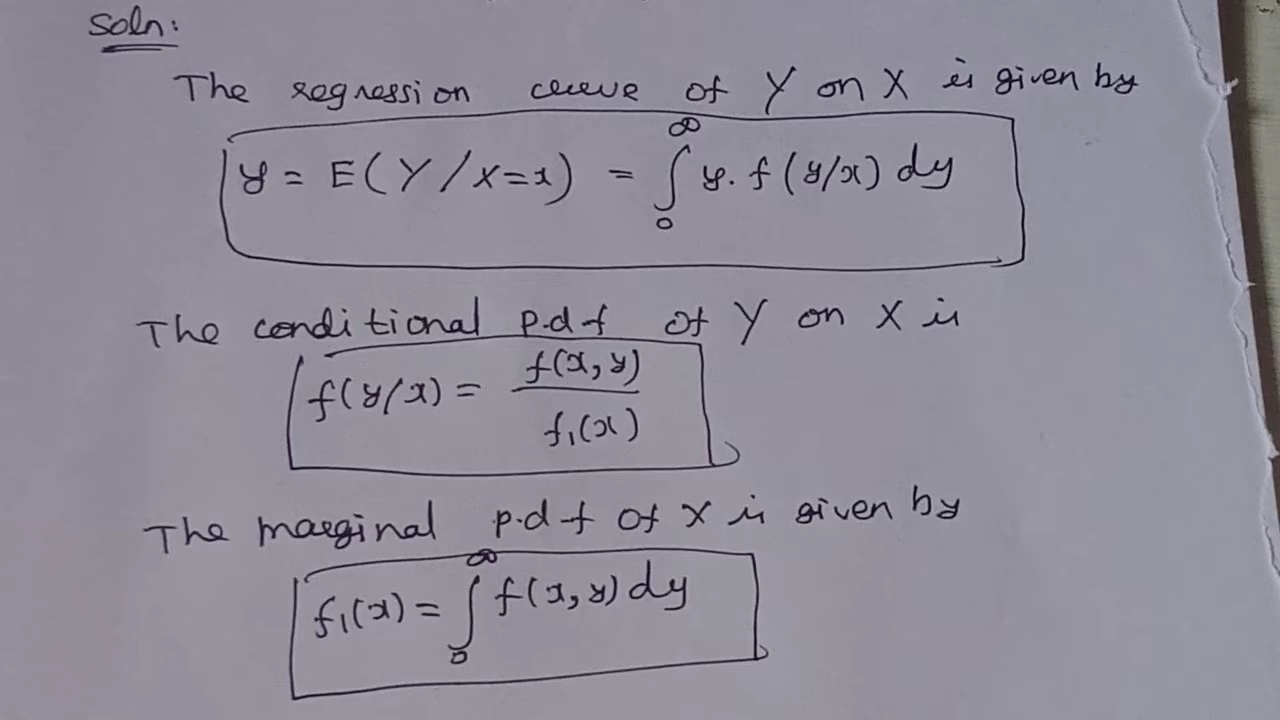 Soln:
The regression curve of Y on X is given by
y = E(Y/X=x) = ∫₀^∞ y. f(y/x) dy
The conditional p.d.f of Y on X is
f(y/x) = f(x,y) / f₁(x)
The marginal p.d.f of X is given by
f₁(x) = ∫₀^∞ f(x,y) dy